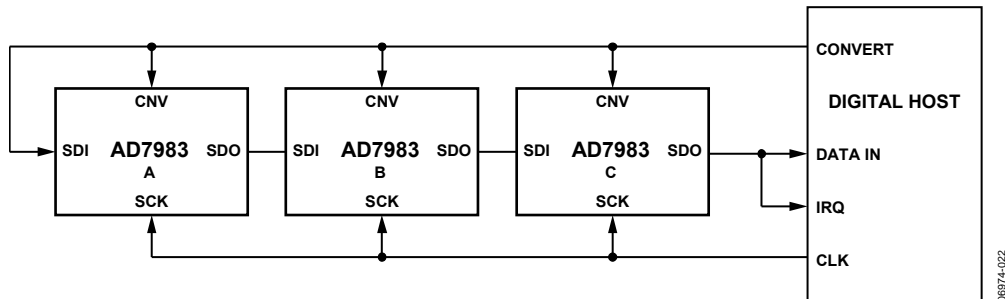 CONVERT
CNV
CNV
CNV
DIGITAL HOST
SDI AD7983 SDO
A
SDI AD7983 SDO
B
SDI AD7983 SDO
C
DATA IN
SCK
SCK
SCK
IRQ
CLK
06974-022